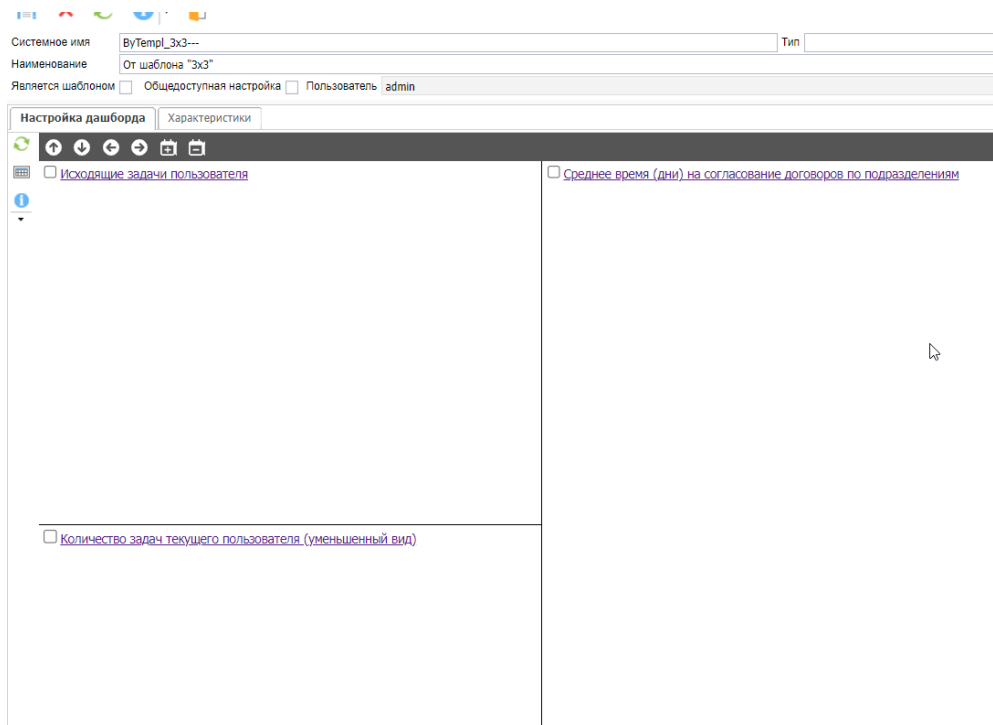 Системное имя ByTempl_3x3--- Тип
Наименование От шаблона "3x3"
Является шаблоном Общедоступная настройка Пользователь admin
Настройка дашборда Характеристики
Исходящие задачи пользователя
Среднее время (дни) на согласование договоров по подразделениям
Количество задач текущего пользователя (уменьшенный вид)